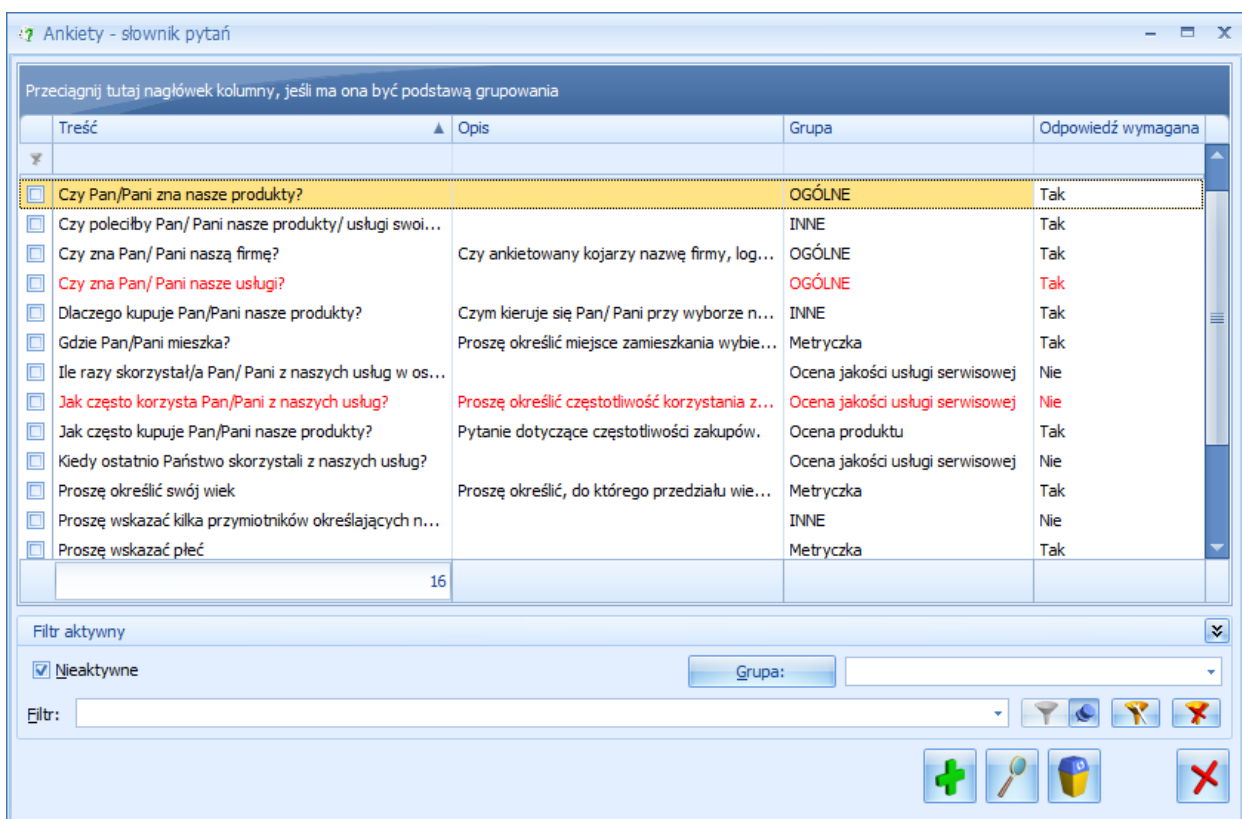 Ankiety - słownik pytań
Przeciągnij tutaj nagłówek kolumny, jeśli ma ona być podstawą grupowania
Treść Opis Grupa Odpowiedź wymagana
Czy Pan/Pani zna nasze produkty? OGÓLNE Tak
Czy poleciłby Pan/ Pani nasze produkty/ usługi swoi... INNE Tak
Czy zna Pan/ Pani naszą firmę? Czy ankietowany kojarzy nazwę firmy, log... OGÓLNE Tak
Czy zna Pan/ Pani nasze usługi? OGÓLNE Tak
Dlaczego kupuje Pan/Pani nasze produkty? Czym kieruje się Pan/ Pani przy wyborze n... INNE Tak
Gdzie Pan/Pani mieszka? Proszę określić miejsce zamieszkania wybie... Metryczka Tak
Ile razy skorzystał/a Pan/ Pani z naszych usług w os... Ocena jakości usługi serwisowej Nie
Jak często korzysta Pan/Pani z naszych usług? Proszę określić częstotliwość korzystania z... Ocena jakości usługi serwisowej Nie
Jak często kupuje Pan/Pani nasze produkty? Pytanie dotyczące częstotliwości zakupów. Ocena produktu Tak
Kiedy ostatnio Państwo skorzystali z naszych usług? Ocena jakości usługi serwisowej Nie
Proszę określić swój wiek Proszę określić, do którego przedziału wie... Metryczka Tak
Proszę wskazać kilka przymiotników określających n... INNE Nie
Proszę wskazać płeć Metryczka Tak
16
Filtr aktywny
Nieaktywne Grupa:
Filtr: